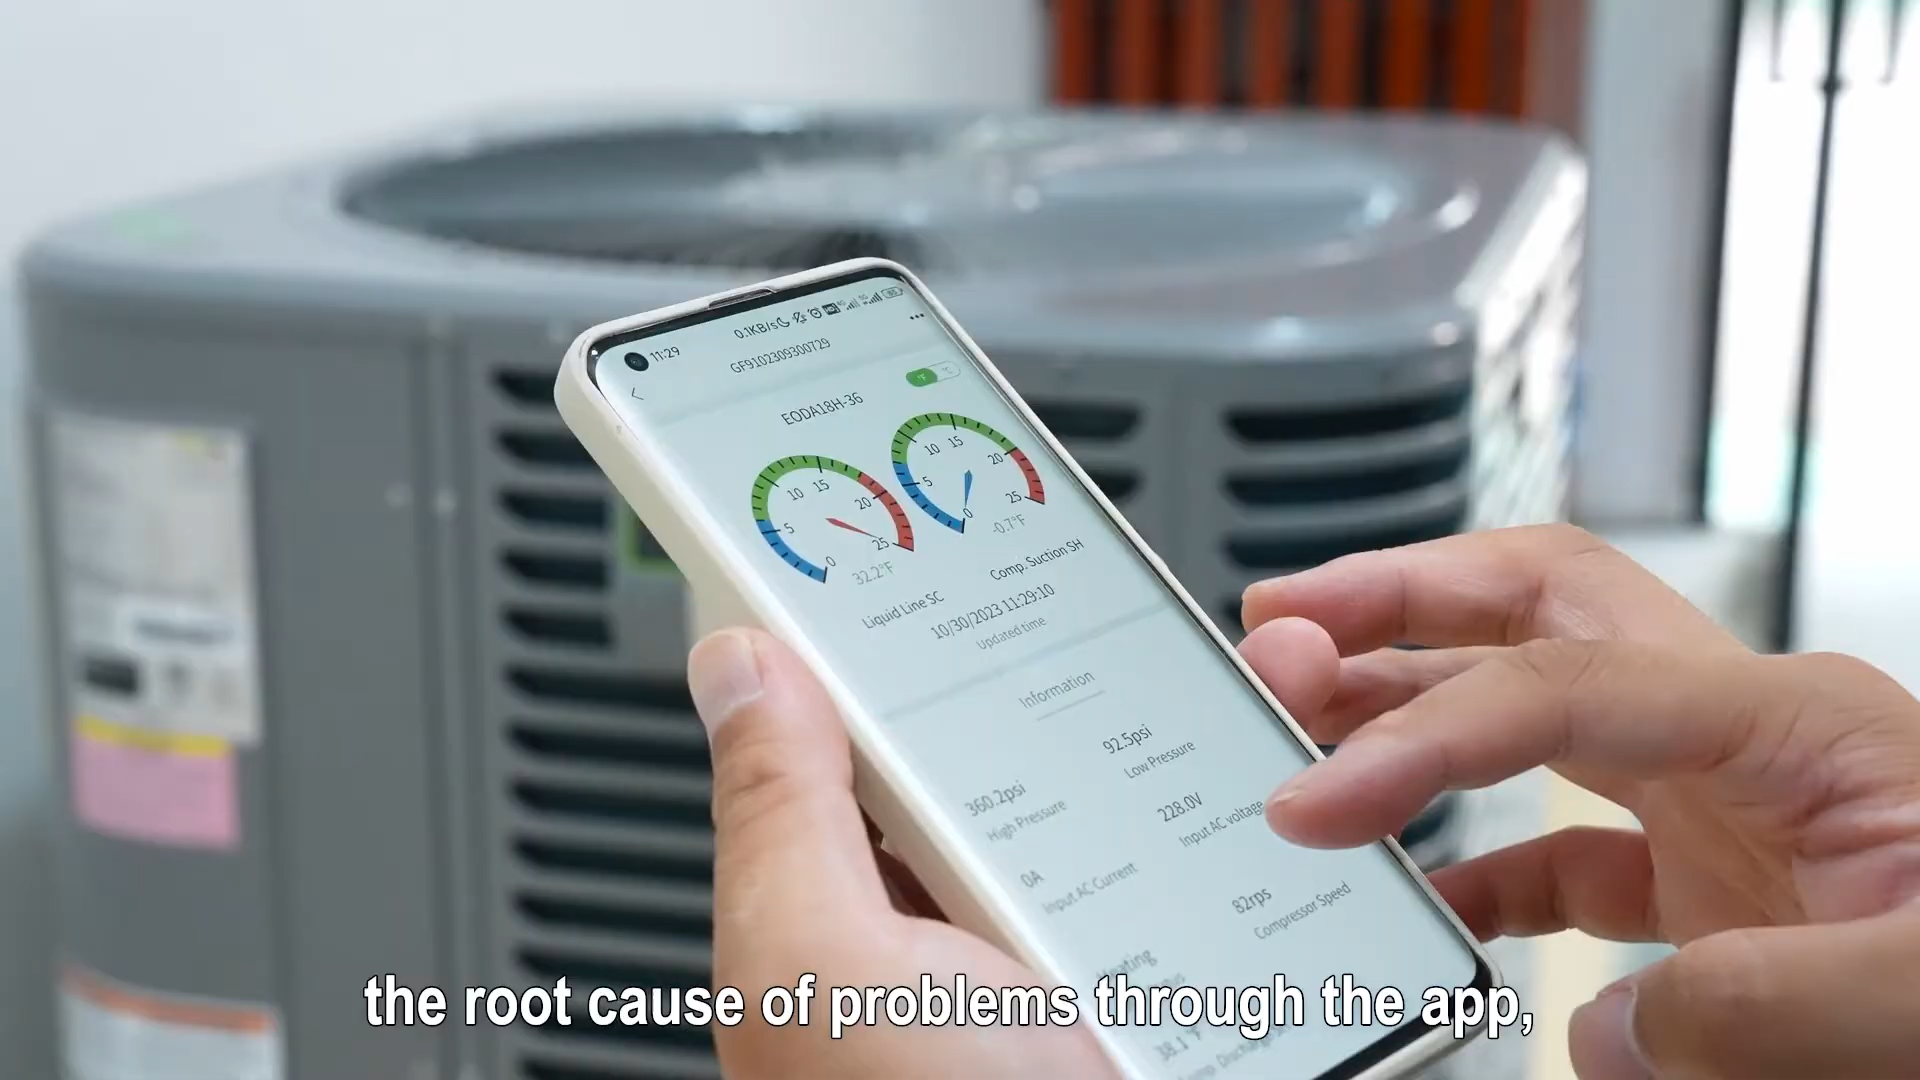 11:29 0.1KB/s
GF9102309300729
EODA18H-36
°F °C
0 5 10 15 20 25
32.2°F
Liquid Line SC
0 5 10 15 20 25
-0.7°F
Comp. Suction SH
10/30/2023 11:29:10
Updated time
Information
360.2psi
High Pressure
92.5psi
Low Pressure
0A
Input AC Current
228.0V
Input AC voltage
Heating
82rps
Compressor Speed
the root cause of problems through the app,